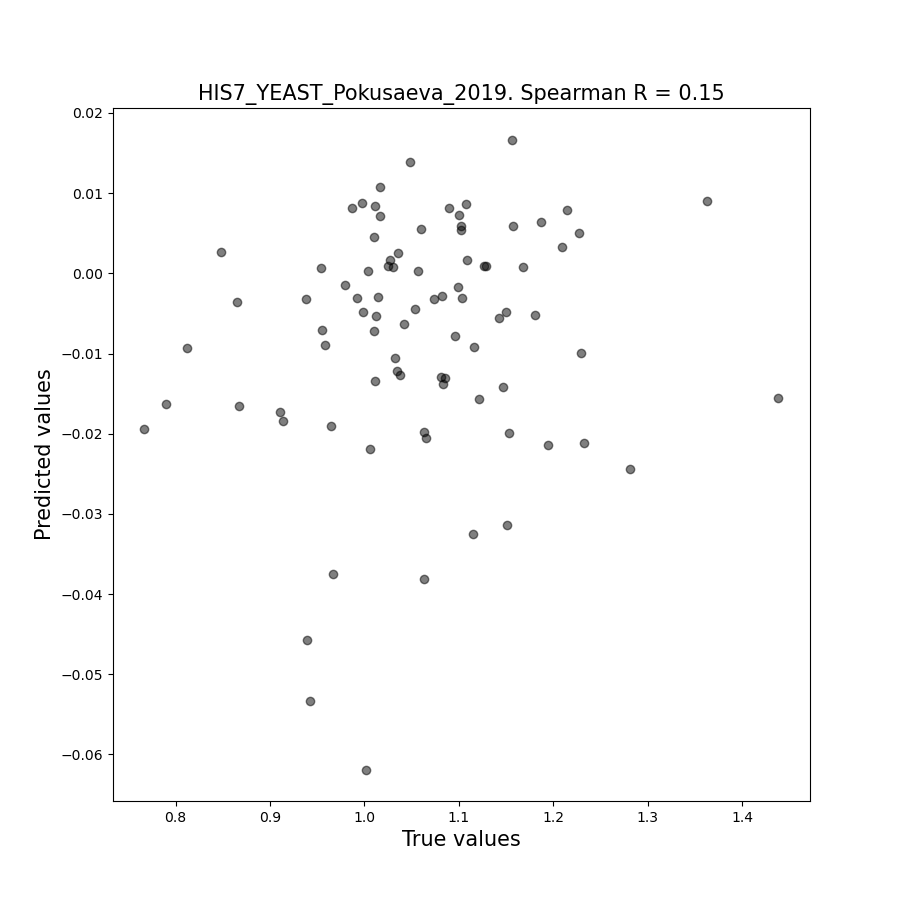 HIS7_YEAST_Pokusaeva_2019. Spearman R = 0.15
0.02
0.01
0.00
−0.01
−0.02
−0.03
−0.04
−0.05
−0.06
Predicted values
0.8 0.9 1.0 1.1 1.2 1.3 1.4
True values